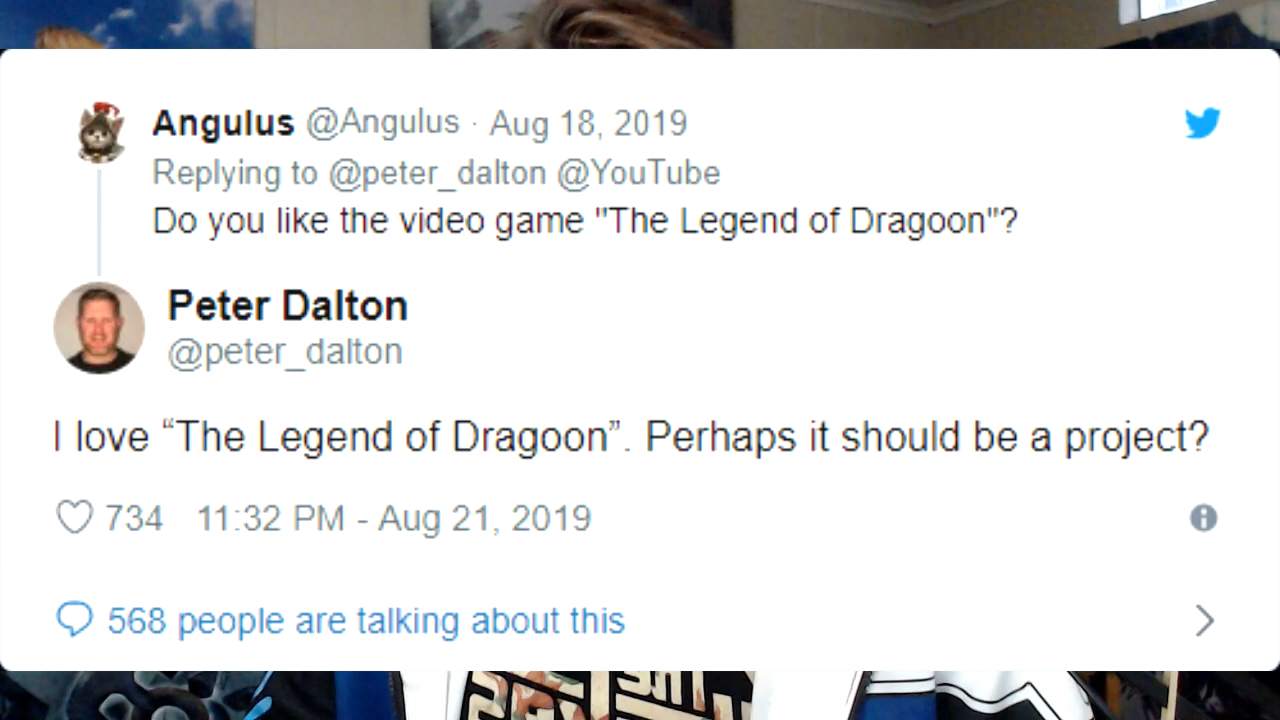 Angulus @Angulus · Aug 18, 2019
Replying to @peter_dalton @YouTube
Do you like the video game "The Legend of Dragoon"?
Peter Dalton
@peter_dalton
I love “The Legend of Dragoon”. Perhaps it should be a project?
734 11:32 PM - Aug 21, 2019
568 people are talking about this